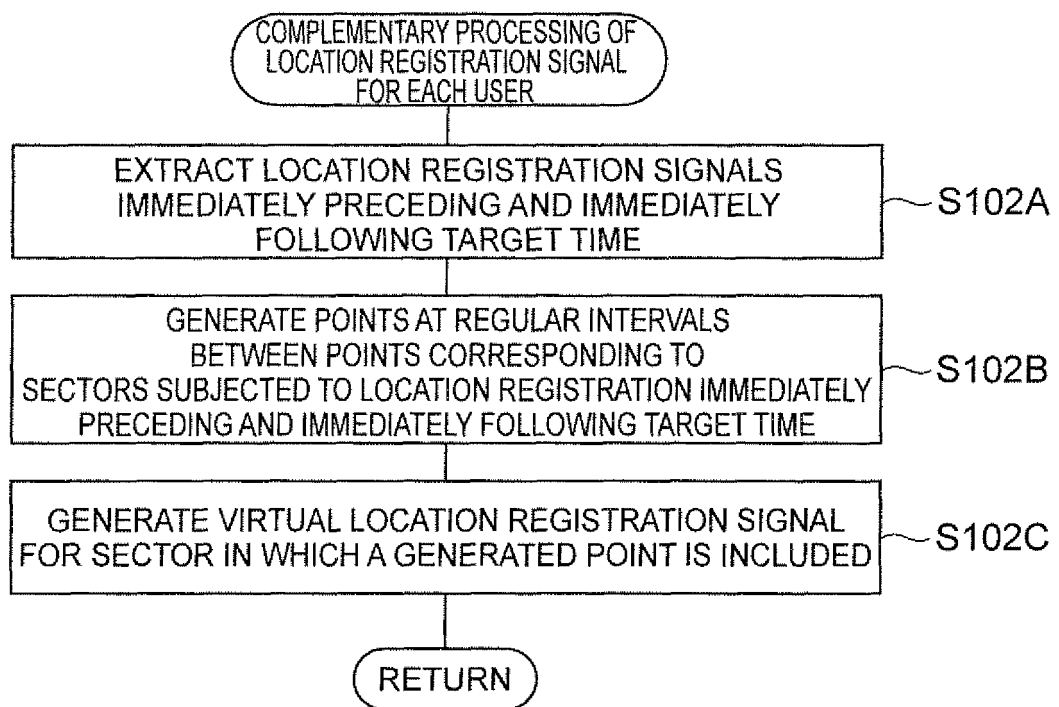 COMPLEMENTARY PROCESSING OF
LOCATION REGISTRATION SIGNAL
FOR EACH USER
EXTRACT LOCATION REGISTRATION SIGNALS
IMMEDIATELY PRECEDING AND IMMEDIATELY
FOLLOWING TARGET TIME
S102A
GENERATE POINTS AT REGULAR INTERVALS
BETWEEN POINTS CORRESPONDING TO
SECTORS SUBJECTED TO LOCATION REGISTRATION IMMEDIATELY
PRECEDING AND IMMEDIATELY FOLLOWING TARGET TIME
S102B
GENERATE VIRTUAL LOCATION REGISTRATION SIGNAL
FOR SECTOR IN WHICH A GENERATED POINT IS INCLUDED
S102C
RETURN